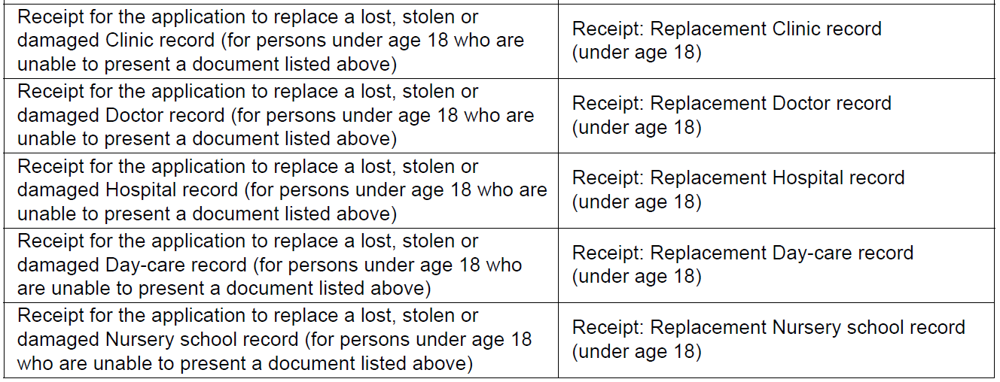 Receipt for the application to replace a lost, stolen or
damaged Clinic record (for persons under age 18 who are
unable to present a document listed above)
Receipt: Replacement Clinic record
(under age 18)
Receipt for the application to replace a lost, stolen or
damaged Doctor record (for persons under age 18 who are
unable to present a document listed above)
Receipt: Replacement Doctor record
(under age 18)
Receipt for the application to replace a lost, stolen or
damaged Hospital record (for persons under age 18 who are
unable to present a document listed above)
Receipt: Replacement Hospital record
(under age 18)
Receipt for the application to replace a lost, stolen or
damaged Day-care record (for persons under age 18 who
are unable to present a document listed above)
Receipt: Replacement Day-care record
(under age 18)
Receipt for the application to replace a lost, stolen or
damaged Nursery school record (for persons under age 18
who are unable to present a document listed above)
Receipt: Replacement Nursery school record
(under age 18)